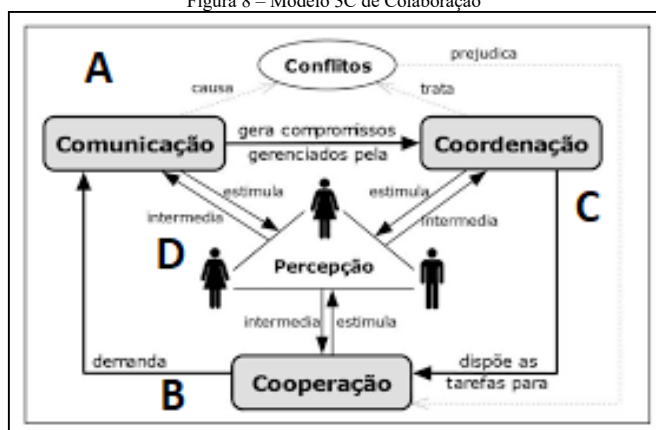 Figura 8 – Modelo 3C de Colaboração
A
Conflitos
prejudica
causa
trata
Comunicação
gera compromissos
gerenciados pela
Coordenação
estimula
intermedia
estimula
intermedia
C
D
Percepção
intermedia
estimula
demanda
B
Cooperação
dispõe as
tarefas para